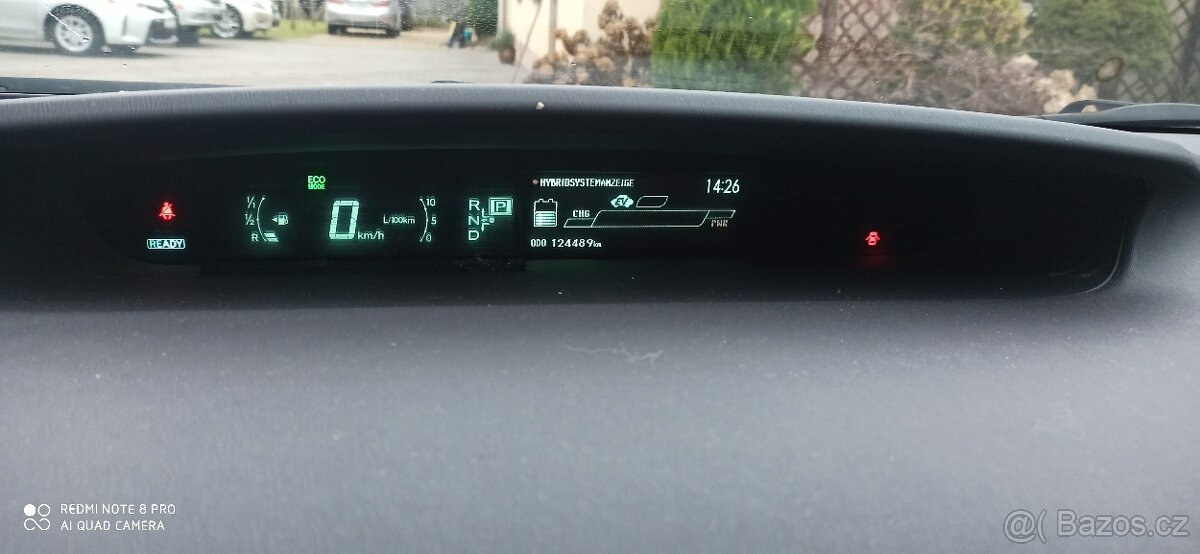 ECO
MODE
READY
1/1
1/2
R
0 km/h
L/100km
10
5
0
R
N
D
P
HYBRIDSYSTEMANZEIGE
14:26
EV
CHG
PWR
ODO 124489km
REDMI NOTE 8 PRO
AI QUAD CAMERA
@( Bazos.cz